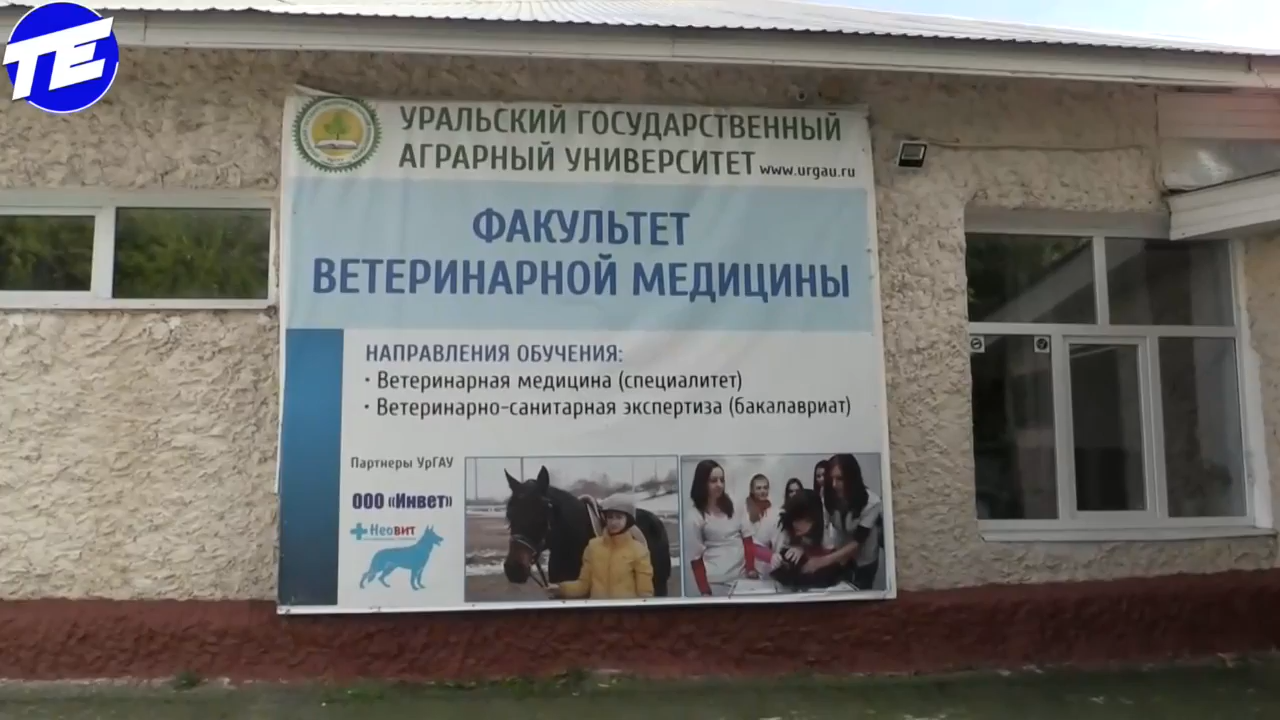 TE
УРАЛЬСКИЙ ГОСУДАРСТВЕННЫЙ
АГРАРНЫЙ УНИВЕРСИТЕТ www.urgau.ru
ФАКУЛЬТЕТ
ВЕТЕРИНАРНОЙ МЕДИЦИНЫ
НАПРАВЛЕНИЯ ОБУЧЕНИЯ:
· Ветеринарная медицина (специалитет)
· Ветеринарно-санитарная экспертиза (бакалавриат)
Партнеры УрГАУ
ООО «Инвет»
Неовит